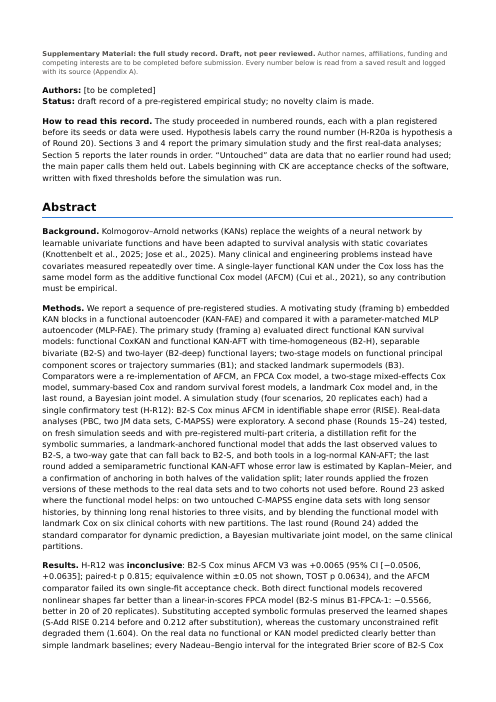 Supplementary Material: the full study record. Draft, not peer reviewed. Author names, affiliations, funding and
competing interests are to be completed before submission. Every number below is read from a saved result and logged
with its source (Appendix A).
Authors: [to be completed]
Status: draft record of a pre-registered empirical study; no novelty claim is made.
How to read this record. The study proceeded in numbered rounds, each with a plan registered
before its seeds or data were used. Hypothesis labels carry the round number (H-R20a is hypothesis a
of Round 20). Sections 3 and 4 report the primary simulation study and the first real-data analyses;
Section 5 reports the later rounds in order. “Untouched” data are data that no earlier round had used;
the main paper calls them held out. Labels beginning with CK are acceptance checks of the software,
written with fixed thresholds before the simulation was run.
Abstract
Background. Kolmogorov–Arnold networks (KANs) replace the weights of a neural network by
learnable univariate functions and have been adapted to survival analysis with static covariates
(Knottenbelt et al., 2025; Jose et al., 2025). Many clinical and engineering problems instead have
covariates measured repeatedly over time. A single-layer functional KAN under the Cox loss has the
same model form as the additive functional Cox model (AFCM) (Cui et al., 2021), so any contribution
must be empirical.
Methods. We report a sequence of pre-registered studies. A motivating study (framing b) embedded
KAN blocks in a functional autoencoder (KAN-FAE) and compared it with a parameter-matched MLP
autoencoder (MLP-FAE). The primary study (framing a) evaluated direct functional KAN survival
models: functional CoxKAN and functional KAN-AFT with time-homogeneous (B2-H), separable
bivariate (B2-S) and two-layer (B2-deep) functional layers; two-stage models on functional principal
component scores or trajectory summaries (B1); and stacked landmark supermodels (B3).
Comparators were a re-implementation of AFCM, an FPCA Cox model, a two-stage mixed-effects Cox
model, summary-based Cox and random survival forest models, a landmark Cox model and, in the
last round, a Bayesian joint model. A simulation study (four scenarios, 20 replicates each) had a
single confirmatory test (H-R12): B2-S Cox minus AFCM in identifiable shape error (RISE). Real-data
analyses (PBC, two JM data sets, C-MAPSS) were exploratory. A second phase (Rounds 15–24) tested,
on fresh simulation seeds and with pre-registered multi-part criteria, a distillation refit for the
symbolic summaries, a landmark-anchored functional model that adds the last observed values to
B2-S, a two-way gate that can fall back to B2-S, and both tools in a log-normal KAN-AFT; the last
round added a semiparametric functional KAN-AFT whose error law is estimated by Kaplan–Meier, and
a confirmation of anchoring in both halves of the validation split; later rounds applied the frozen
versions of these methods to the real data sets and to two cohorts not used before. Round 23 asked
where the functional model helps: on two untouched C-MAPSS engine data sets with long sensor
histories, by thinning long renal histories to three visits, and by blending the functional model with
landmark Cox on six clinical cohorts with new partitions. The last round (Round 24) added the
standard comparator for dynamic prediction, a Bayesian multivariate joint model, on the same clinical
partitions.
Results. H-R12 was inconclusive: B2-S Cox minus AFCM V3 was +0.0065 (95% CI [−0.0506,
+0.0635]; paired-t p 0.815; equivalence within ±0.05 not shown, TOST p 0.0634), and the AFCM
comparator failed its own single-fit acceptance check. Both direct functional models recovered
nonlinear shapes far better than a linear-in-scores FPCA model (B2-S minus B1-FPCA-1: −0.5566,
better in 20 of 20 replicates). Substituting accepted symbolic formulas preserved the learned shapes
(S-Add RISE 0.214 before and 0.212 after substitution), whereas the customary unconstrained refit
degraded them (1.604). On the real data no functional or KAN model predicted clearly better than
simple landmark baselines; every Nadeau–Bengio interval for the integrated Brier score of B2-S Cox